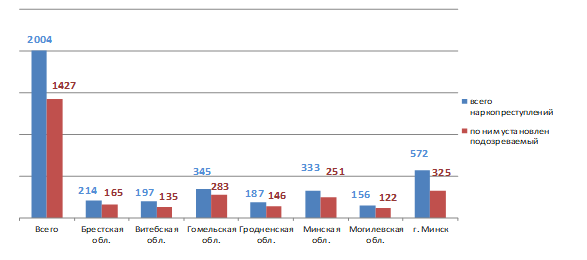 2004
1427
214 165
197 135
345 283
187 146
333 251
156 122
572 325
всего
наркопреступлений
по ним установлен
подозреваемый
Всего
Брестская
обл.
Витебская
обл.
Гомельская
обл.
Гродненская
обл.
Минская
обл.
Могилевская
обл.
г. Минск